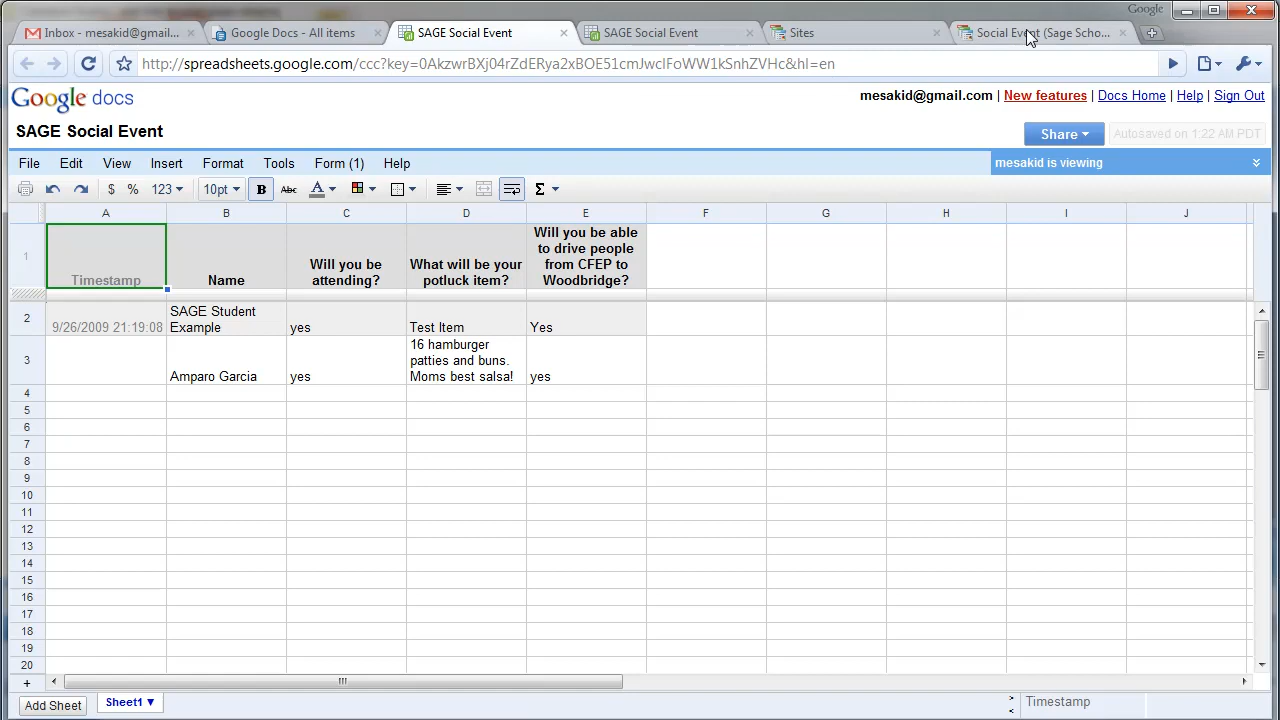 Google
Inbox - mesakid@gmail...
Google Docs - All items
SAGE Social Event
SAGE Social Event
Sites
Social Event (Sage Scho...
http://spreadsheets.google.com/ccc?key=0AkzwrBXj04rZdERya2xBOE51cmJwclFoWW1kSnhZVHc&hl=en
Google docs
mesakid@gmail.com | New features | Docs Home | Help | Sign Out
SAGE Social Event
Share
Autosaved on 1:22 AM PDT
File Edit View Insert Format Tools Form (1) Help
mesakid is viewing
$ % 123 10pt B Abc A Σ
A B C D E F G H I J
1
Timestamp
Name
Will you be
attending?
What will be your
potluck item?
Will you be able
to drive people
from CFEP to
Woodbridge?
2
9/26/2009 21:19:08
SAGE Student
Example
yes
Test Item
Yes
3
Amparo Garcia
yes
16 hamburger
patties and buns.
Moms best salsa!
yes
4
5
6
7
8
9
10
11
12
13
14
15
16
17
18
19
20
+
Add Sheet
Sheet1
> 
<
Timestamp